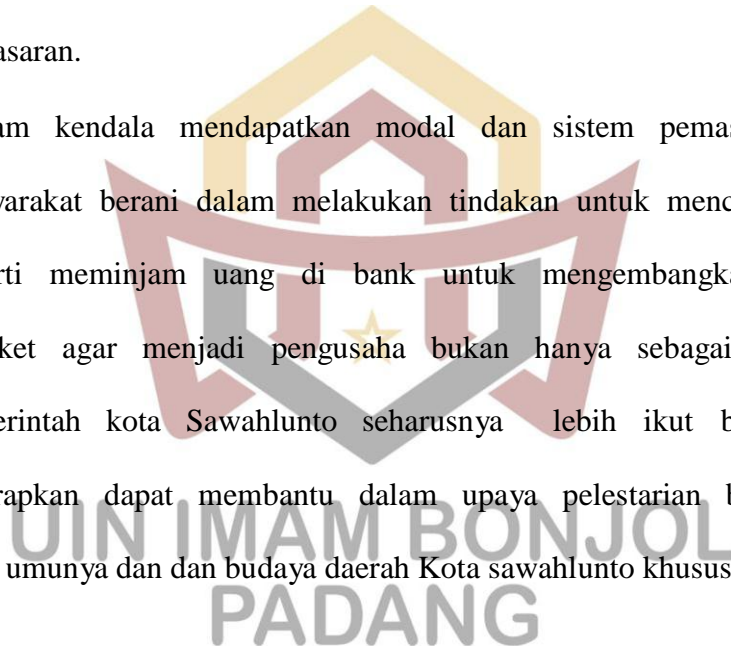 asaran.
am kendala mendapatkan modal dan sistem pemas
yarakat berani dalam melakukan tindakan untuk menc
rti meminjam uang di bank untuk mengembangka
ket agar menjadi pengusaha bukan hanya sebagai
erintah kota Sawahlunto seharusnya lebih ikut b
rapkan dapat membantu dalam upaya pelestarian b
UIN IMAM BONJOL
umunya dan dan budaya daerah Kota sawahlunto khusus
PADANG